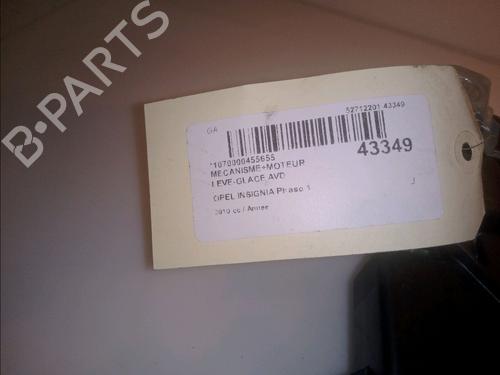 B-PARTS
GA
52712201 43349
*1070000455655
43349
MECANISME+MOTEUR
LEVE-GLACE AVD
OPEL INSIGNIA Phase 1
J
2010 cc / Année